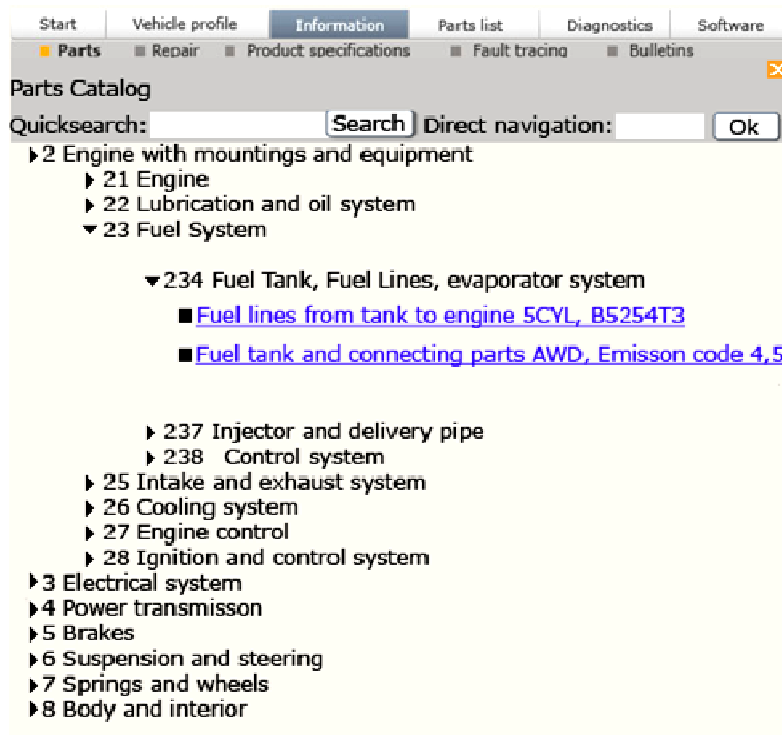 Start Vehicle profile Information Parts list Diagnostics Software
Parts Repair Product specifications Fault tracing Bulletins
Parts Catalog
Quicksearch: Search Direct navigation: Ok
2 Engine with mountings and equipment
21 Engine
22 Lubrication and oil system
23 Fuel System
234 Fuel Tank, Fuel Lines, evaporator system
Fuel lines from tank to engine 5CYL, B5254T3
Fuel tank and connecting parts AWD, Emisson code 4,5
237 Injector and delivery pipe
238 Control system
25 Intake and exhaust system
26 Cooling system
27 Engine control
28 Ignition and control system
3 Electrical system
4 Power transmisson
5 Brakes
6 Suspension and steering
7 Springs and wheels
8 Body and interior